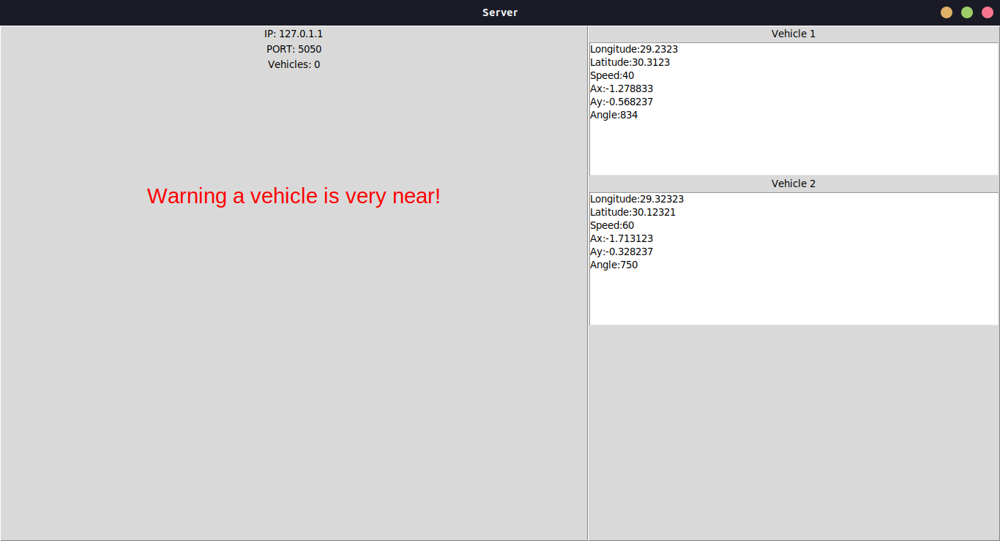 Server
IP: 127.0.1.1
PORT: 5050
Vehicles: 0
Warning a vehicle is very near!
Vehicle 1
Longitude:29.2323
Latitude:30.3123
Speed:40
Ax:-1.278833
Ay:-0.568237
Angle:834
Vehicle 2
Longitude:29.32323
Latitude:30.12321
Speed:60
Ax:-1.713123
Ay:-0.328237
Angle:750